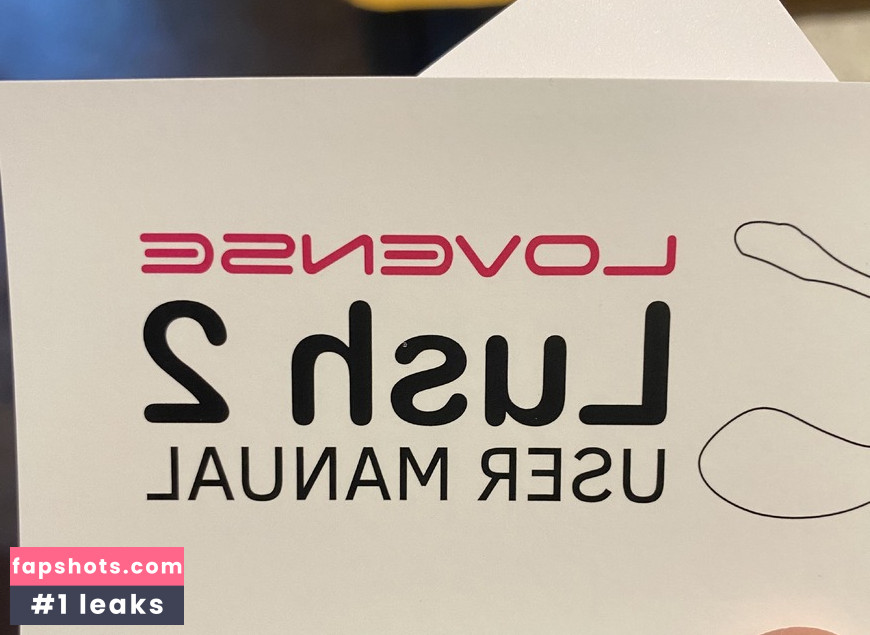 LOVENSE
Lush 2
USER MANUAL
fapshots.com
#1 leaks